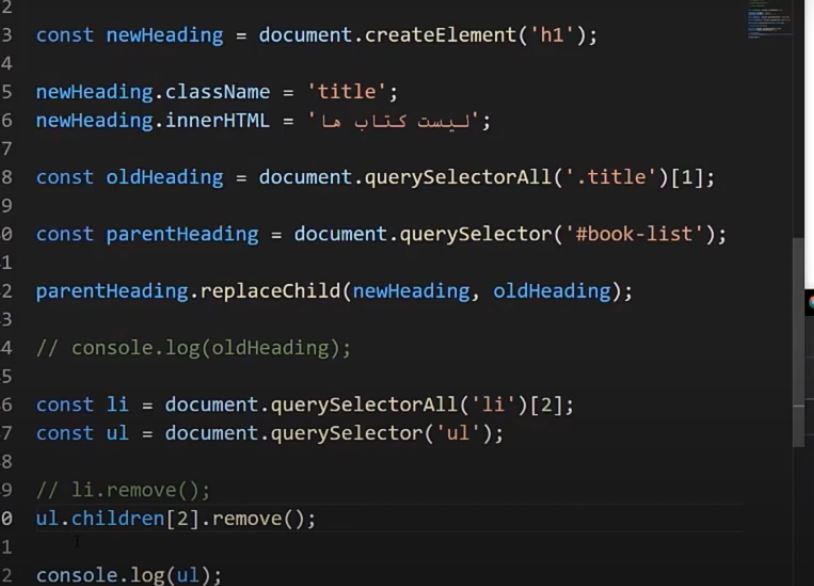 2
3 const newHeading = document.createElement('h1');
4
5 newHeading.className = 'title';
6 newHeading.innerHTML = 'لیست کتاب ها';
7
8 const oldHeading = document.querySelectorAll('.title')[1];
9
0 const parentHeading = document.querySelector('#book-list');
1
2 parentHeading.replaceChild(newHeading, oldHeading);
3
4 // console.log(oldHeading);
5
6 const li = document.querySelectorAll('li')[2];
7 const ul = document.querySelector('ul');
8
9 // li.remove();
0 ul.children[2].remove();
1
2 console.log(ul);